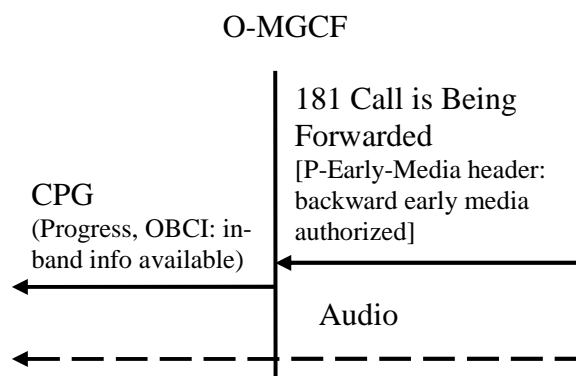 O-MGCF
181 Call is Being
Forwarded
[P-Early-Media header:
backward early media
authorized]
CPG
(Progress, OBCI: in-
band info available)
Audio